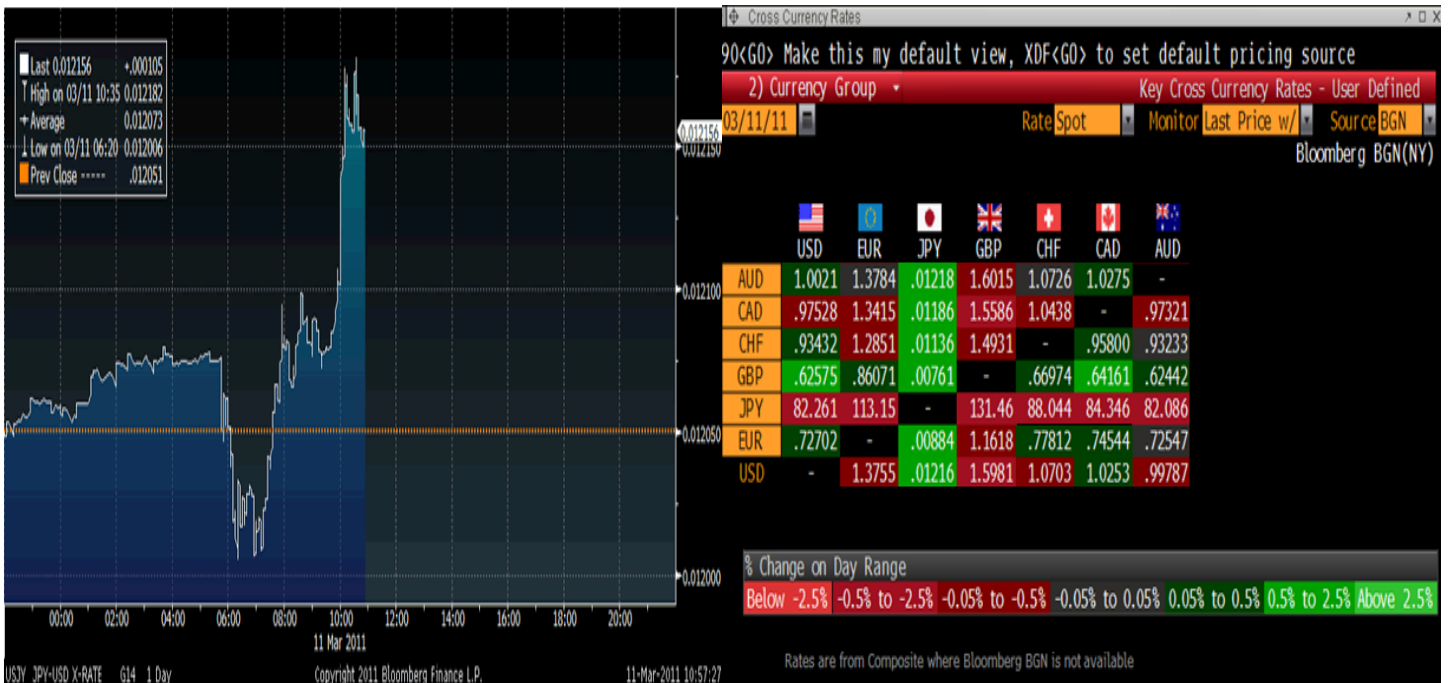 Last 0.012156 +.000105
High on 03/11 10:35 0.012182
Average 0.012073
Low on 03/11 06:20 0.012006
Prev Close ----- .012051
0.012156
0.012150
0.012100
0.012050
0.012000
00:00 02:00 04:00 06:00 08:00 10:00 12:00 14:00 16:00 18:00 20:00
11 Mar 2011
USJY JPY-USD X-RATE G14 1 Day Copyright 2011 Bloomberg Finance L.P. 11-Mar-2011 10:57:27
Cross Currency Rates
90<GO> Make this my default view, XDF<GO> to set default pricing source
2) Currency Group Key Cross Currency Rates - User Defined
03/11/11 Rate Spot Monitor Last Price w/ Source BGN
Bloomberg BGN(NY)
USD EUR JPY GBP CHF CAD AUD
AUD 1.0021 1.3784 .01218 1.6015 1.0726 1.0275 -
CAD .97528 1.3415 .01186 1.5586 1.0438 - .97321
CHF .93432 1.2851 .01136 1.4931 - .95800 .93233
GBP .62575 .86071 .00761 - .66974 .64161 .62442
JPY 82.261 113.15 - 131.46 88.044 84.346 82.086
EUR .72702 - .00884 1.1618 .77812 .74544 .72547
USD - 1.3755 .01216 1.5981 1.0703 1.0253 .99787
% Change on Day Range
Below -2.5% -0.5% to -2.5% -0.05% to -0.5% -0.05% to 0.05% 0.05% to 0.5% 0.5% to 2.5% Above 2.5%
Rates are from Composite where Bloomberg BGN is not available